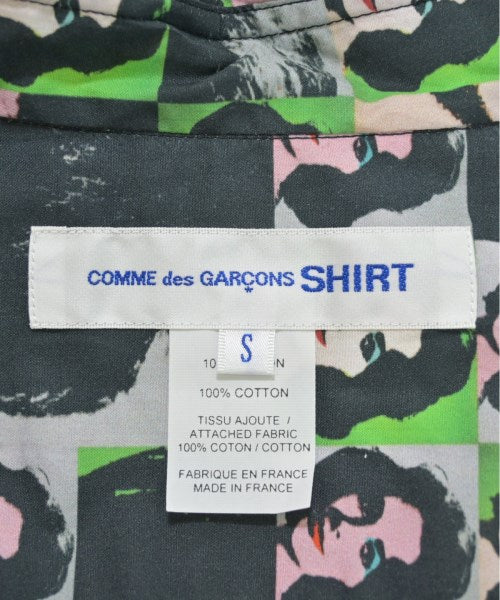 COMME des GARÇONS SHIRT
S
100% COTTON
TISSU AJOUTE /
ATTACHED FABRIC
100% COTON / COTTON
FABRIQUE EN FRANCE
MADE IN FRANCE